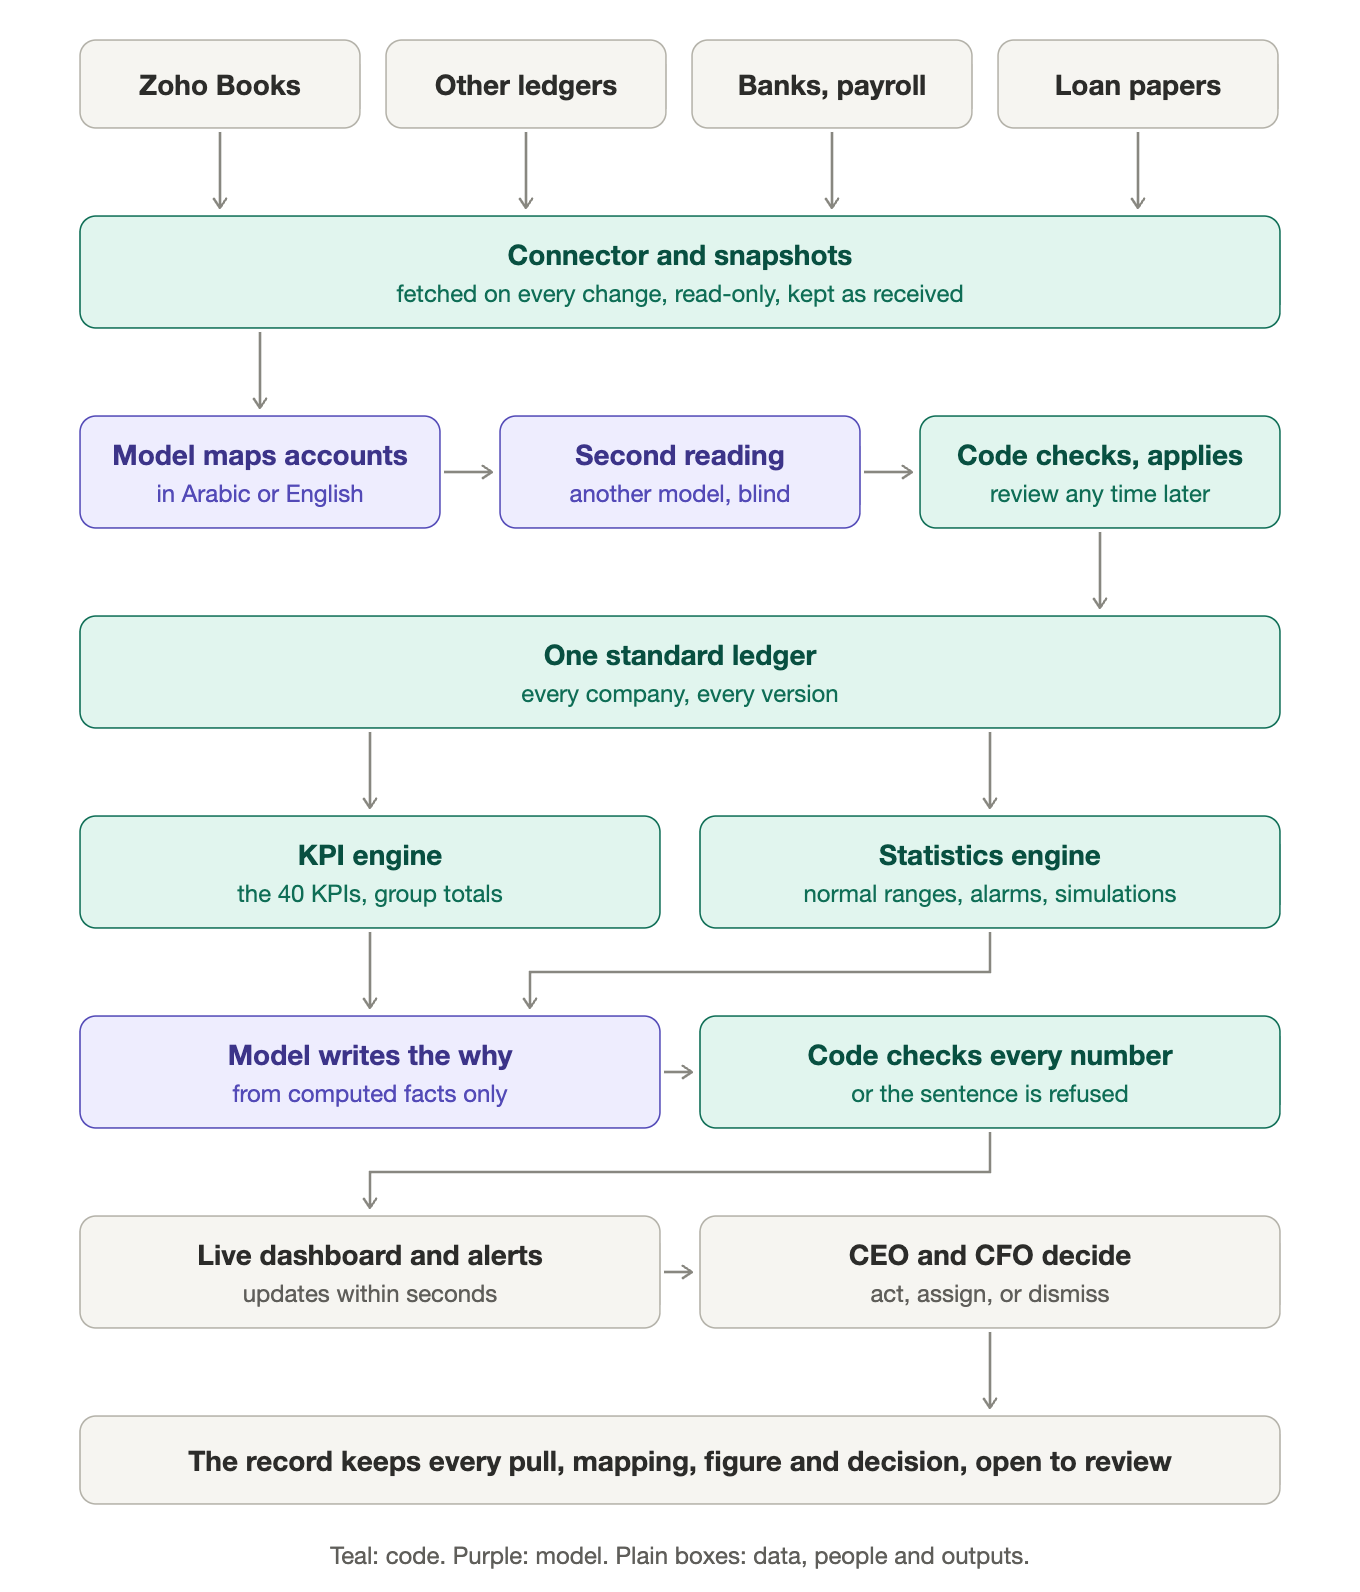 Zoho Books
Other ledgers
Banks, payroll
Loan papers
Connector and snapshots
fetched on every change, read-only, kept as received
Model maps accounts
in Arabic or English
Second reading
another model, blind
Code checks, applies
review any time later
One standard ledger
every company, every version
KPI engine
the 40 KPIs, group totals
Statistics engine
normal ranges, alarms, simulations
Model writes the why
from computed facts only
Code checks every number
or the sentence is refused
Live dashboard and alerts
updates within seconds
CEO and CFO decide
act, assign, or dismiss
The record keeps every pull, mapping, figure and decision, open to review
Teal: code. Purple: model. Plain boxes: data, people and outputs.